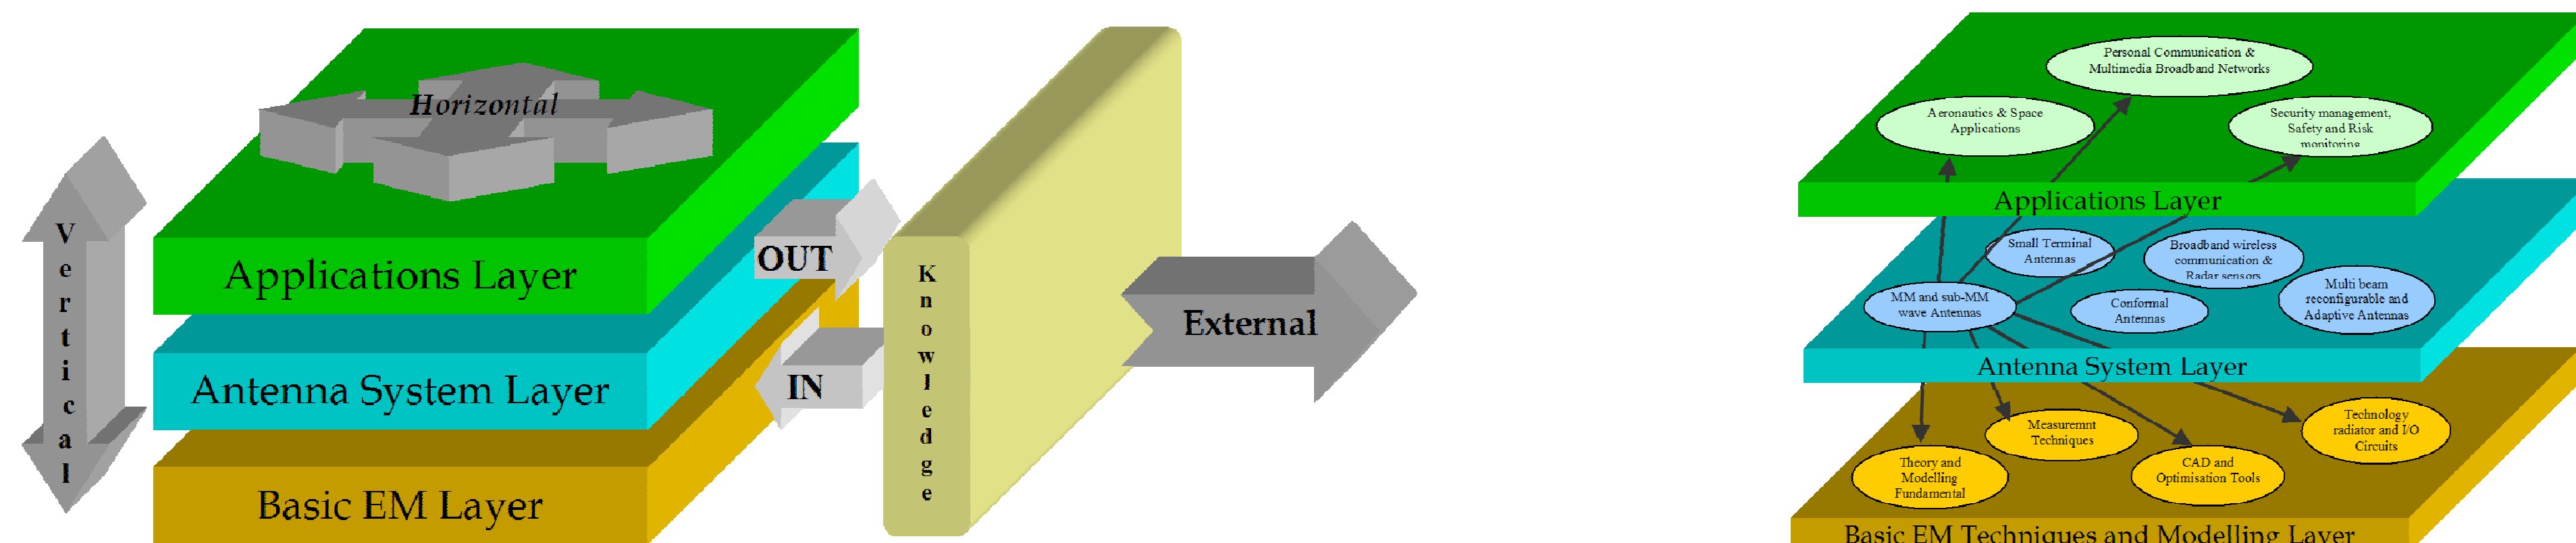 Horizontal
Vertical
Applications Layer
Antenna System Layer
Basic EM Layer
OUT
IN
Knowledge
External
Personal Communication &
Multimedia Broadband Networks
Aeronautics & Space
Applications
Security management,
Safety and Risk
monitoring
Applications Layer
Small Terminal
Antennas
Broadband wireless
communication &
Radar sensors
MM and sub-MM
wave Antennas
Conformal
Antennas
Multi beam
reconfigurable and
Adaptive Antennas
Antenna System Layer
Measuremnt
Techniques
Technology
radiator and I/O
Circuits
Theory and
Modelling
Fundamental
CAD and
Optimisation Tools
Basic EM Techniques and Modelling Layer